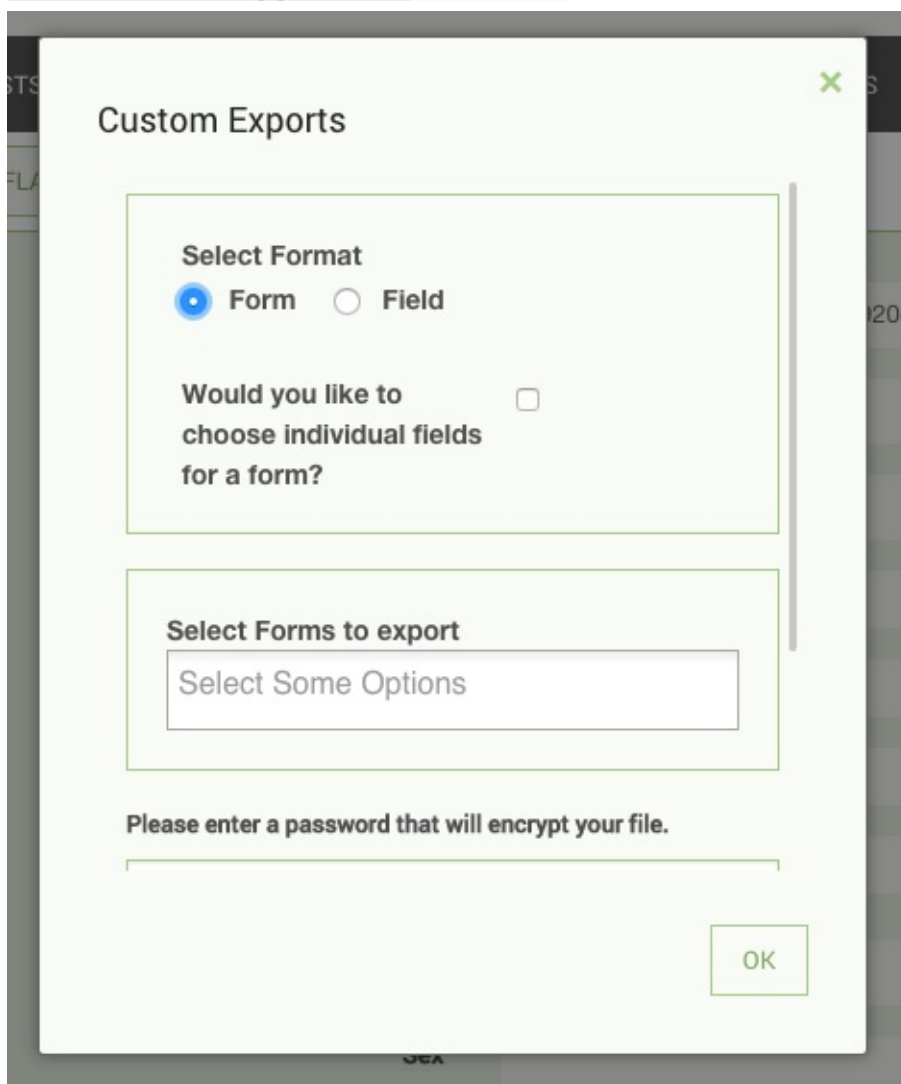 ×
Custom Exports
Select Format
Form Field
Would you like to
choose individual fields
for a form?
Select Forms to export
Select Some Options
Please enter a password that will encrypt your file.
OK
Sex